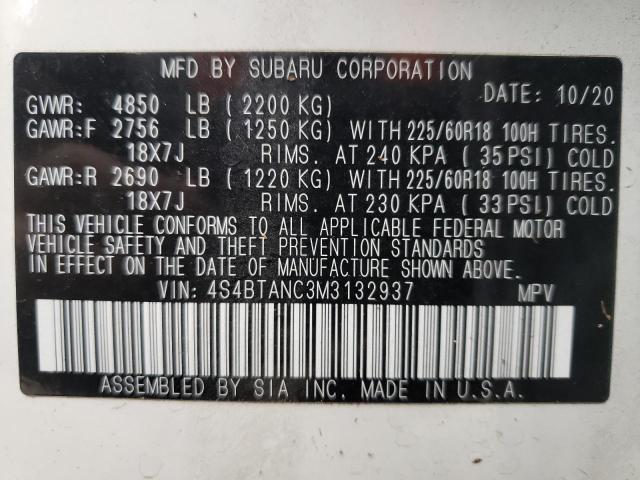 MFD BY SUBARU CORPORATION
DATE: 10/20
GVWR: 4850 LB (2200 KG)
GAWR:F 2756 LB (1250 KG) WITH 225/60R18 100H TIRES.
18X7J RIMS. AT 240 KPA (35 PSI) COLD
GAWR:R 2690 LB (1220 KG) WITH 225/60R18 100H TIRES.
18X7J RIMS. AT 230 KPA (33 PSI) COLD
THIS VEHICLE CONFORMS TO ALL APPLICABLE FEDERAL MOTOR
VEHICLE SAFETY AND THEFT PREVENTION STANDARDS
IN EFFECT ON THE DATE OF MANUFACTURE SHOWN ABOVE.
VIN: 4S4BTANC3M3132937 MPV
ASSEMBLED BY SIA INC. MADE IN U.S.A.